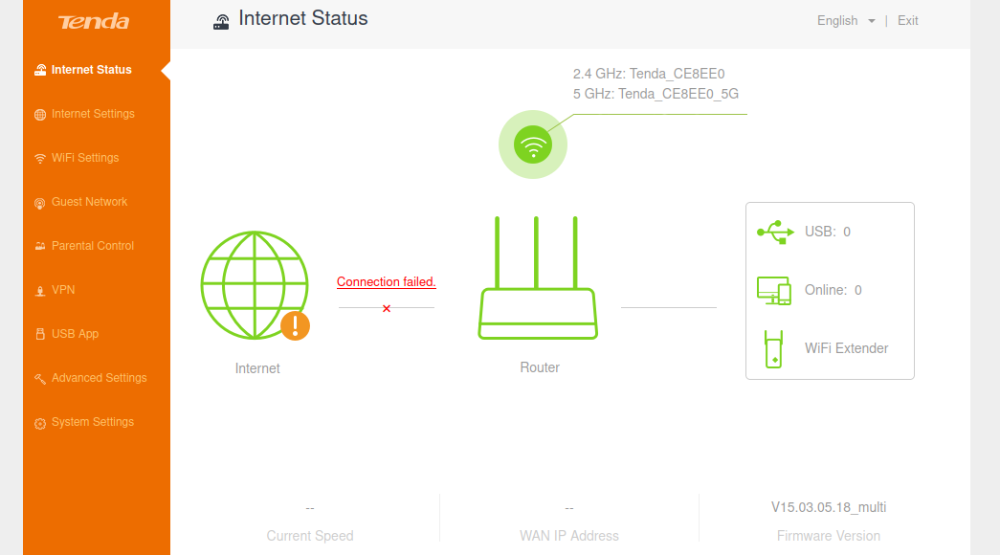 Tenda
Internet Status
English | Exit
Internet Status
Internet Settings
WiFi Settings
Guest Network
Parental Control
VPN
USB App
Advanced Settings
System Settings
2.4 GHz: Tenda_CE8EE0
5 GHz: Tenda_CE8EE0_5G
Connection failed.
Internet
Router
USB: 0
Online: 0
WiFi Extender
--
Current Speed
--
WAN IP Address
V15.03.05.18_multi
Firmware Version